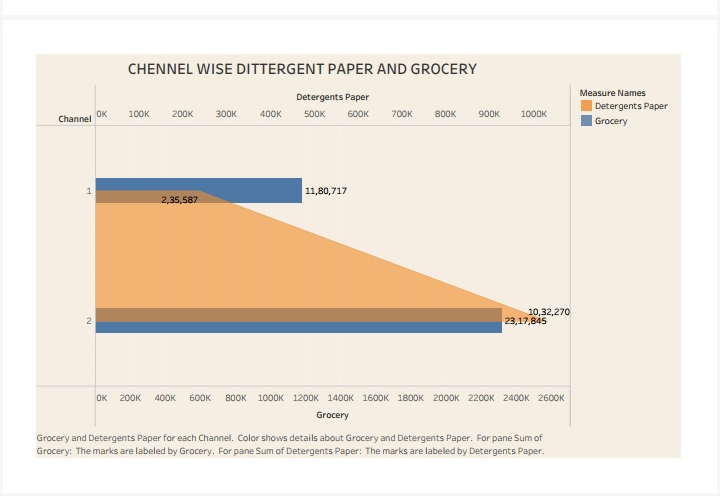 CHENNEL WISE DITTERGENT PAPER AND GROCERY
Detergents Paper
Channel
0K 100K 200K 300K 400K 500K 600K 700K 800K 900K 1000K
Measure Names
Detergents Paper
Grocery
1
11,80,717
2,35,587
10,32,270
2
23,17,845
0K 200K 400K 600K 800K 1000K 1200K 1400K 1600K 1800K 2000K 2200K 2400K 2600K
Grocery
Grocery and Detergents Paper for each Channel. Color shows details about Grocery and Detergents Paper. For pane Sum of
Grocery: The marks are labeled by Grocery. For pane Sum of Detergents Paper: The marks are labeled by Detergents Paper.